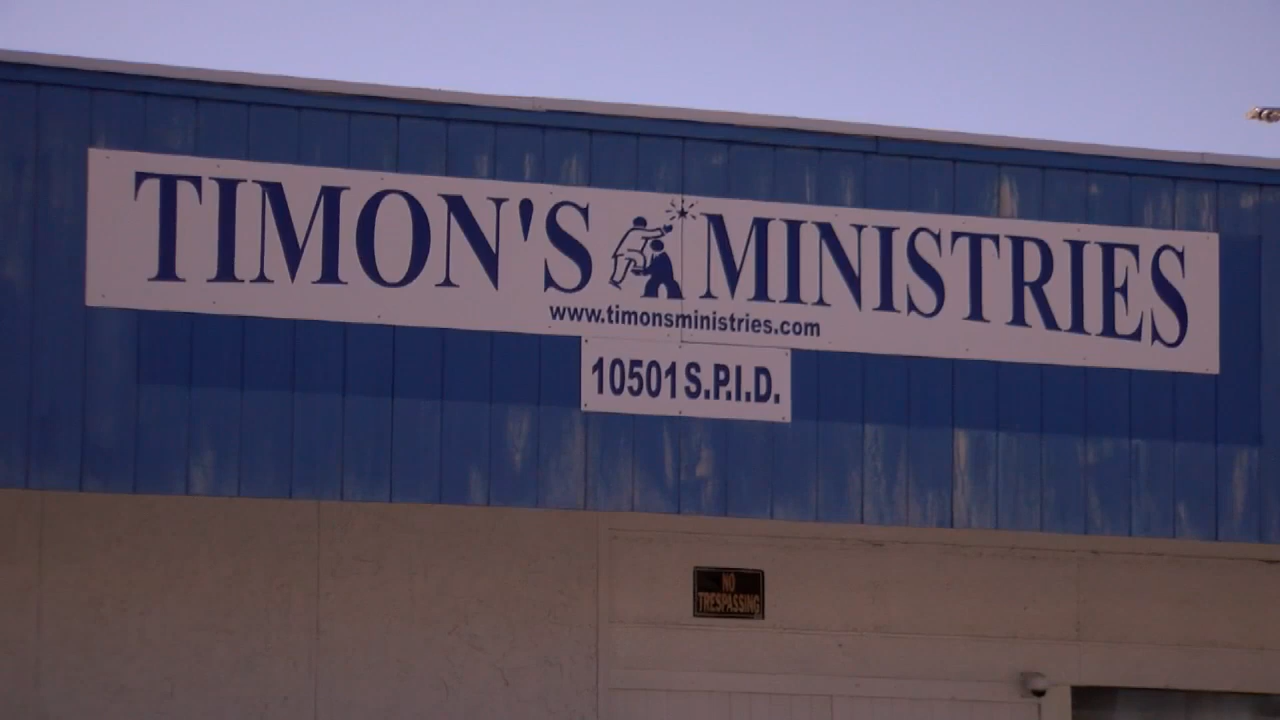 TIMON'S MINISTRIES
www.timonsministries.com
10501 S.P.I.D.
NO
TRESPASSING